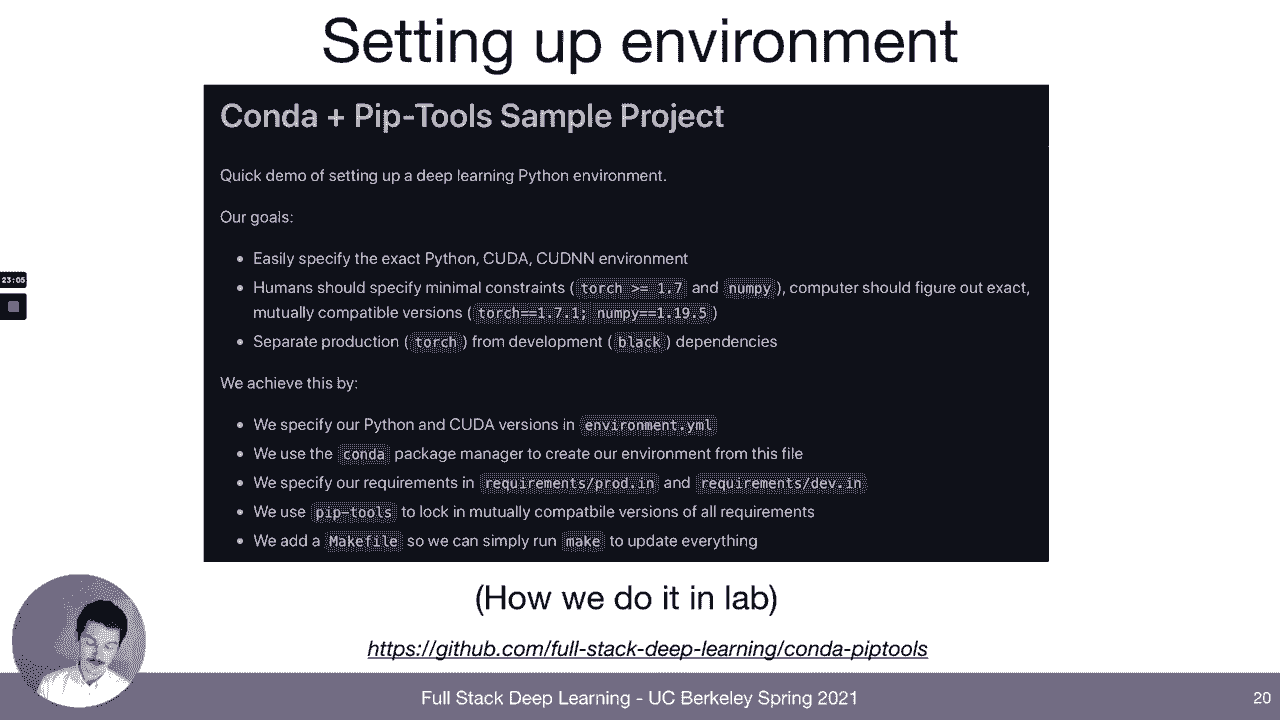 Setting up environment
Conda + Pip-Tools Sample Project
Quick demo of setting up a deep learning Python environment.
Our goals:
• Easily specify the exact Python, CUDA, CUDNN environment
• Humans should specify minimal constraints ( torch >= 1.7 and numpy ), computer should figure out exact,
mutually compatible versions ( torch==1.7.1; numpy==1.19.5 )
• Separate production ( torch ) from development ( black ) dependencies
We achieve this by:
• We specify our Python and CUDA versions in environment.yml
• We use the conda package manager to create our environment from this file
• We specify our requirements in requirements/prod.in and requirements/dev.in
• We use pip-tools to lock in mutually compatbile versions of all requirements
• We add a Makefile so we can simply run make to update everything
23:05
(How we do it in lab)
https://github.com/full-stack-deep-learning/conda-piptools
Full Stack Deep Learning - UC Berkeley Spring 2021
20